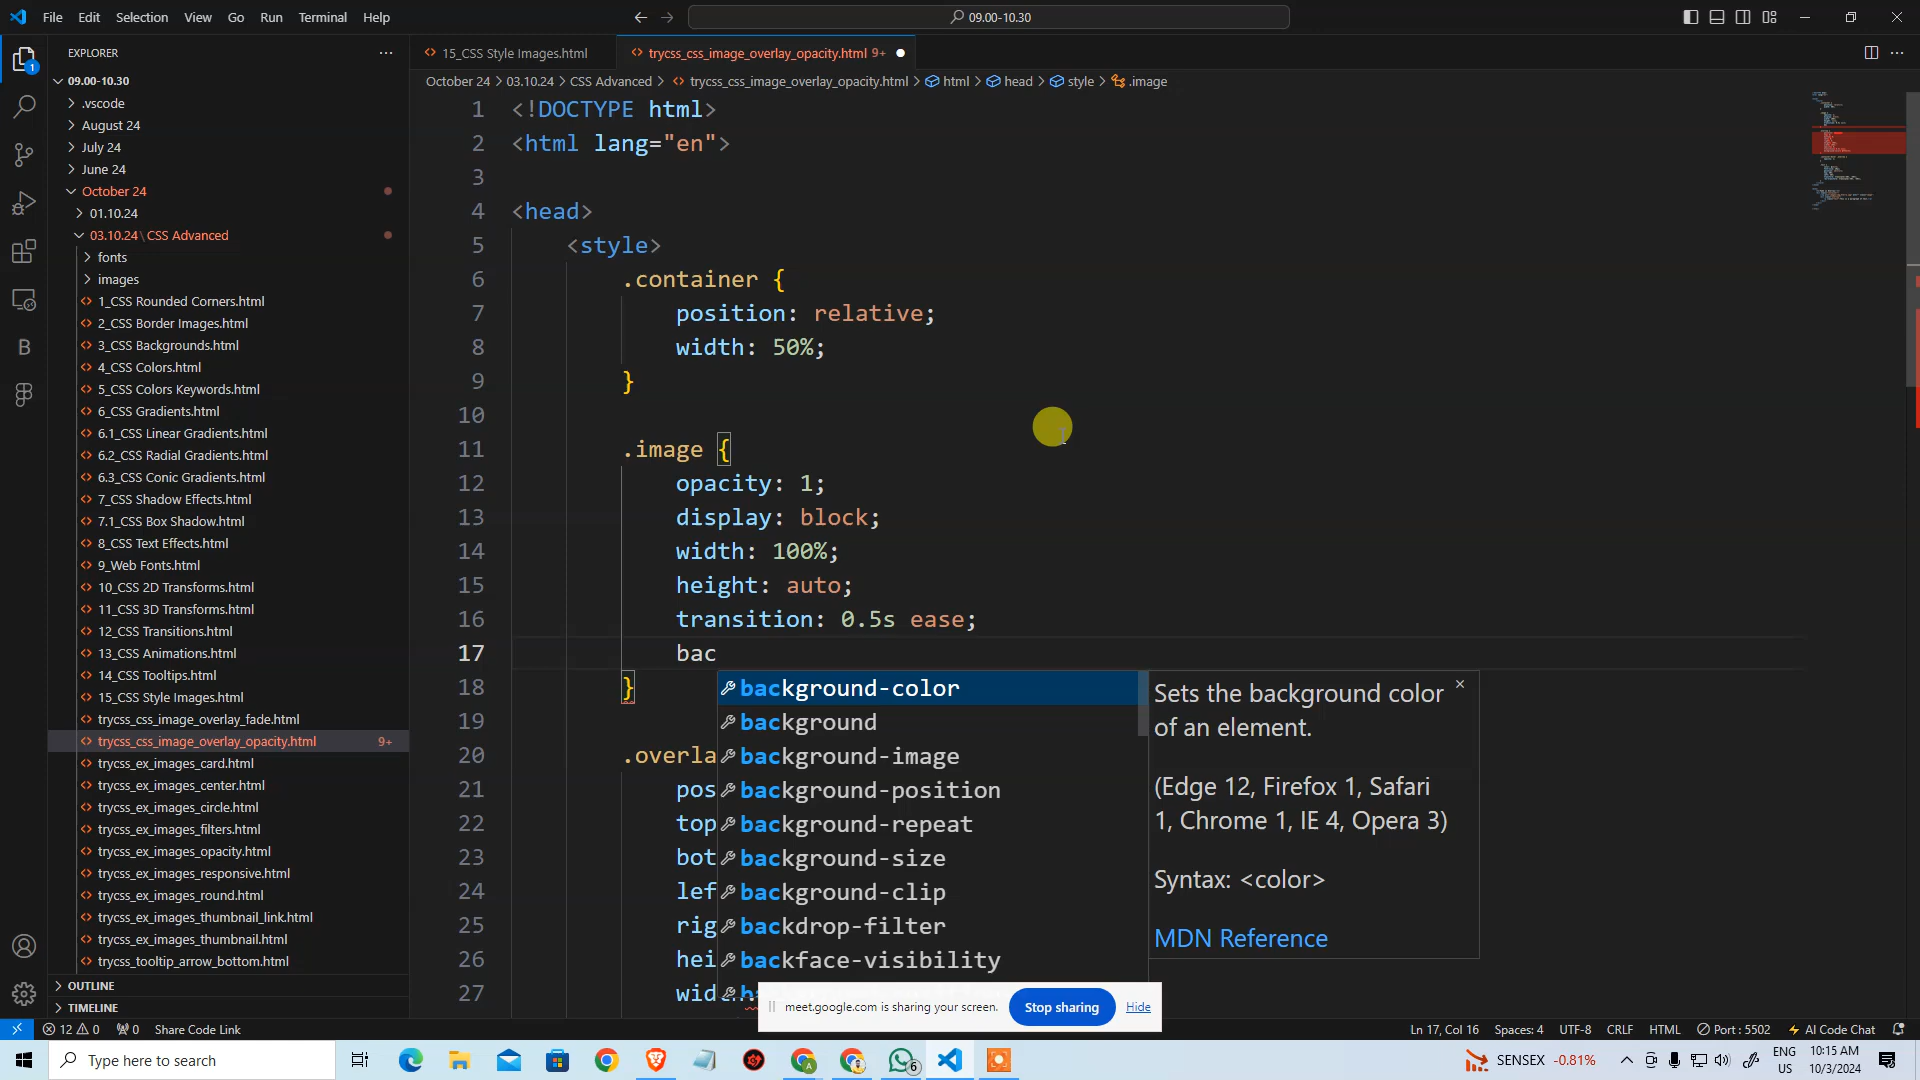 File Edit Selection View Go Run Terminal Help
09.00-10.30
EXPLORER
15_CSS Style Images.html
trycss_css_image_overlay_opacity.html 9+
October 24 > 03.10.24 > CSS Advanced > trycss_css_image_overlay_opacity.html > html > head > style > .image
09.00-10.30
.vscode
August 24
July 24
June 24
October 24
01.10.24
03.10.24 \ CSS Advanced
fonts
images
1_CSS Rounded Corners.html
2_CSS Border Images.html
3_CSS Backgrounds.html
4_CSS Colors.html
5_CSS Colors Keywords.html
6_CSS Gradients.html
6.1_CSS Linear Gradients.html
6.2_CSS Radial Gradients.html
6.3_CSS Conic Gradients.html
7_CSS Shadow Effects.html
7.1_CSS Box Shadow.html
8_CSS Text Effects.html
9_Web Fonts.html
10_CSS 2D Transforms.html
11_CSS 3D Transforms.html
12_CSS Transitions.html
13_CSS Animations.html
14_CSS Tooltips.html
15_CSS Style Images.html
trycss_css_image_overlay_fade.html
trycss_css_image_overlay_opacity.html 9+
trycss_ex_images_card.html
trycss_ex_images_center.html
trycss_ex_images_circle.html
trycss_ex_images_filters.html
trycss_ex_images_opacity.html
trycss_ex_images_responsive.html
trycss_ex_images_round.html
trycss_ex_images_thumbnail_link.html
trycss_ex_images_thumbnail.html
trycss_tooltip_arrow_bottom.html
OUTLINE
TIMELINE
1 <!DOCTYPE html>
2 <html lang="en">
3
4 <head>
5 <style>
6 .container {
7 position: relative;
8 width: 50%;
9 }
10
11 .image {
12 opacity: 1;
13 display: block;
14 width: 100%;
15 height: auto;
16 transition: 0.5s ease;
17 bac
18 }
19
20 .overla
21 pos
22 top
23 bot
24 lef
25 rig
26 hei
27 wid
background-color
background
background-image
background-position
background-repeat
background-size
background-clip
backdrop-filter
backface-visibility
Sets the background color
of an element.
(Edge 12, Firefox 1, Safari
1, Chrome 1, IE 4, Opera 3)
Syntax: <color>
MDN Reference
meet.google.com is sharing your screen. Stop sharing Hide
12 0 0 Share Code Link
Ln 17, Col 16 Spaces: 4 UTF-8 CRLF HTML Port : 5502 AI Code Chat
Type here to search
6
SENSEX -0.81%
ENG
US
10:15 AM
10/3/2024